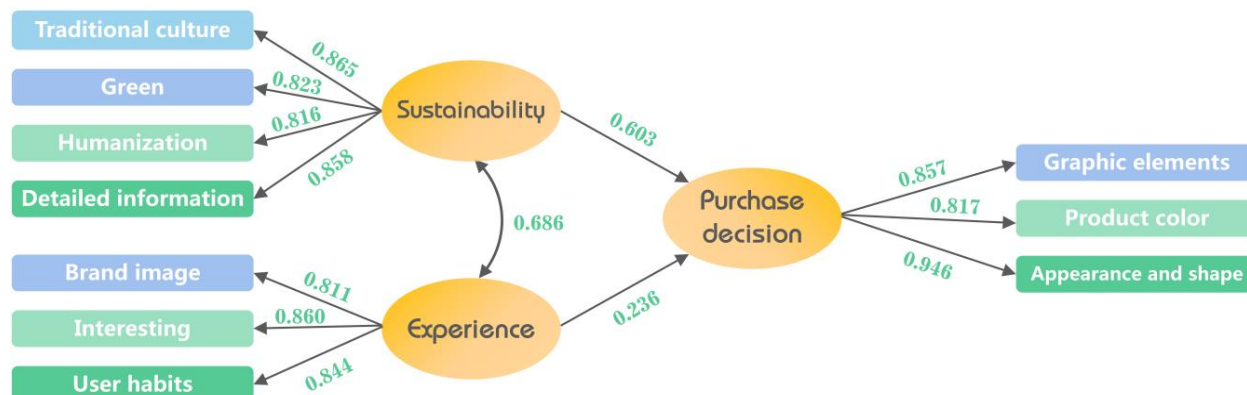 Traditional culture
0.865
Green
0.823
Humanization
0.816
Detailed information
0.858
Sustainability
0.603
0.686
Brand image
0.811
Interesting
0.860
User habits
0.844
Experience
0.236
Purchase
decision
0.857
Graphic elements
0.817
Product color
0.946
Appearance and shape